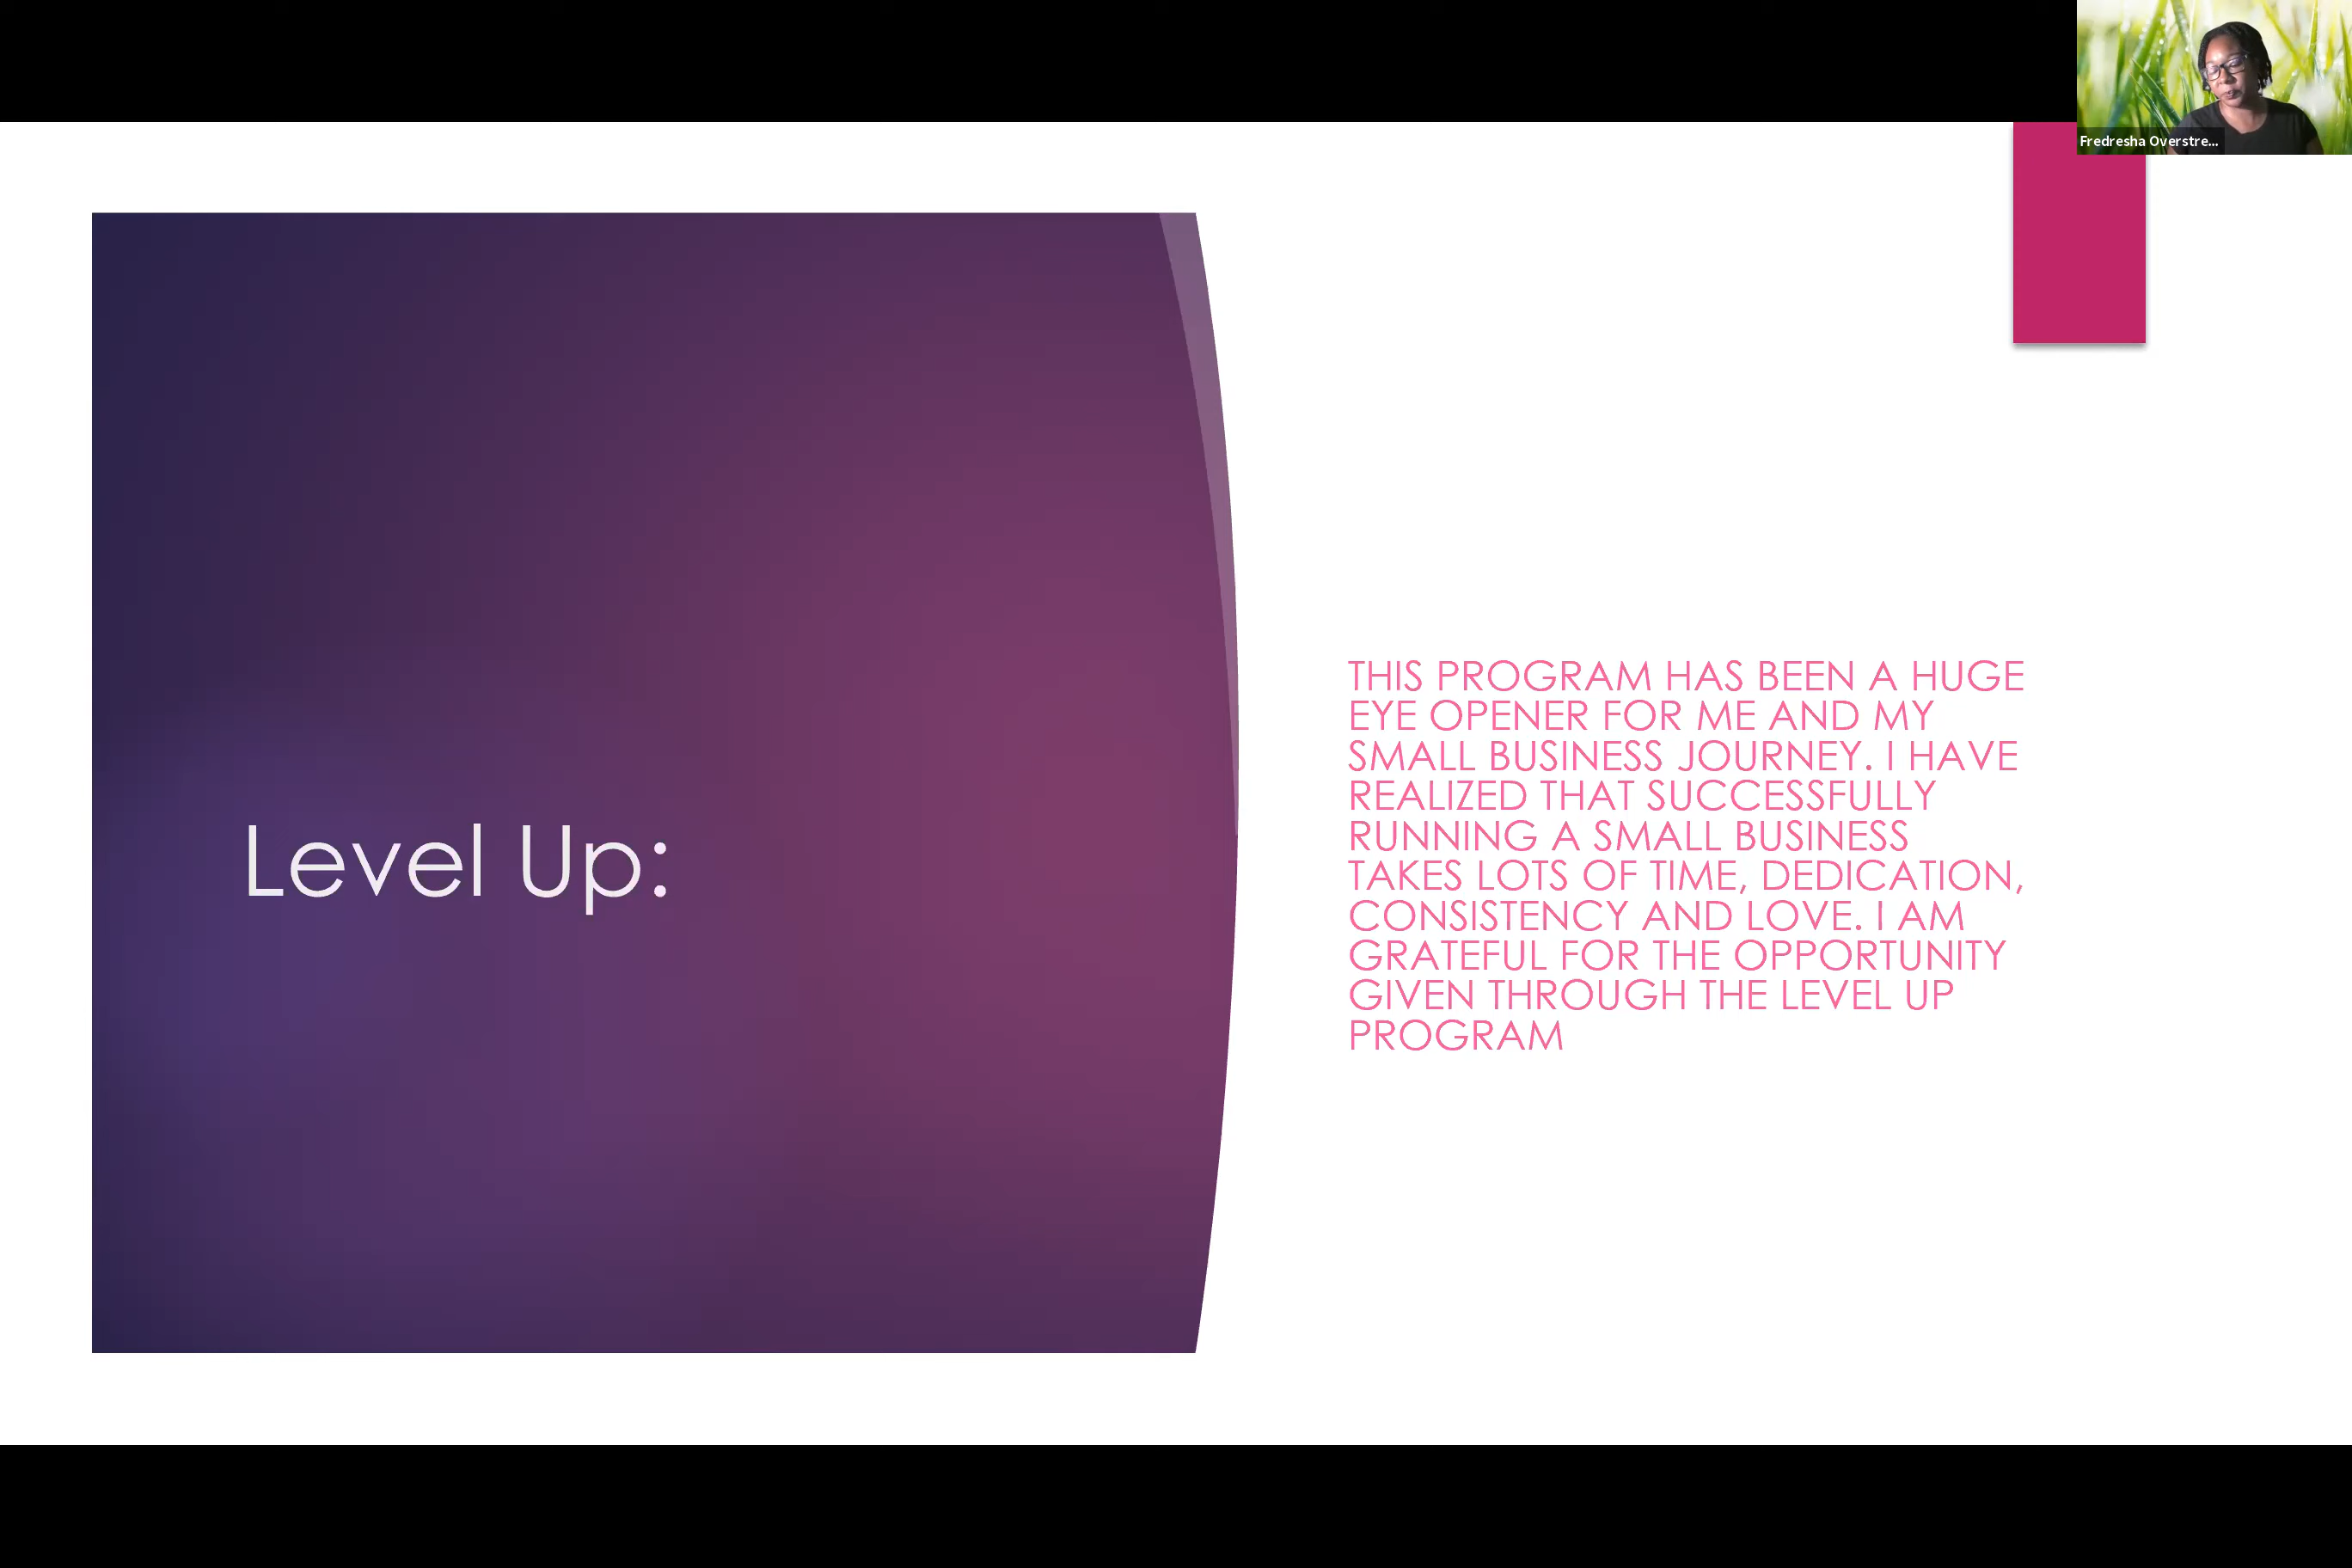 Fredresha Overstre...
Level Up:
THIS PROGRAM HAS BEEN A HUGE
EYE OPENER FOR ME AND MY
SMALL BUSINESS JOURNEY. I HAVE
REALIZED THAT SUCCESSFULLY
RUNNING A SMALL BUSINESS
TAKES LOTS OF TIME, DEDICATION,
CONSISTENCY AND LOVE. I AM
GRATEFUL FOR THE OPPORTUNITY
GIVEN THROUGH THE LEVEL UP
PROGRAM